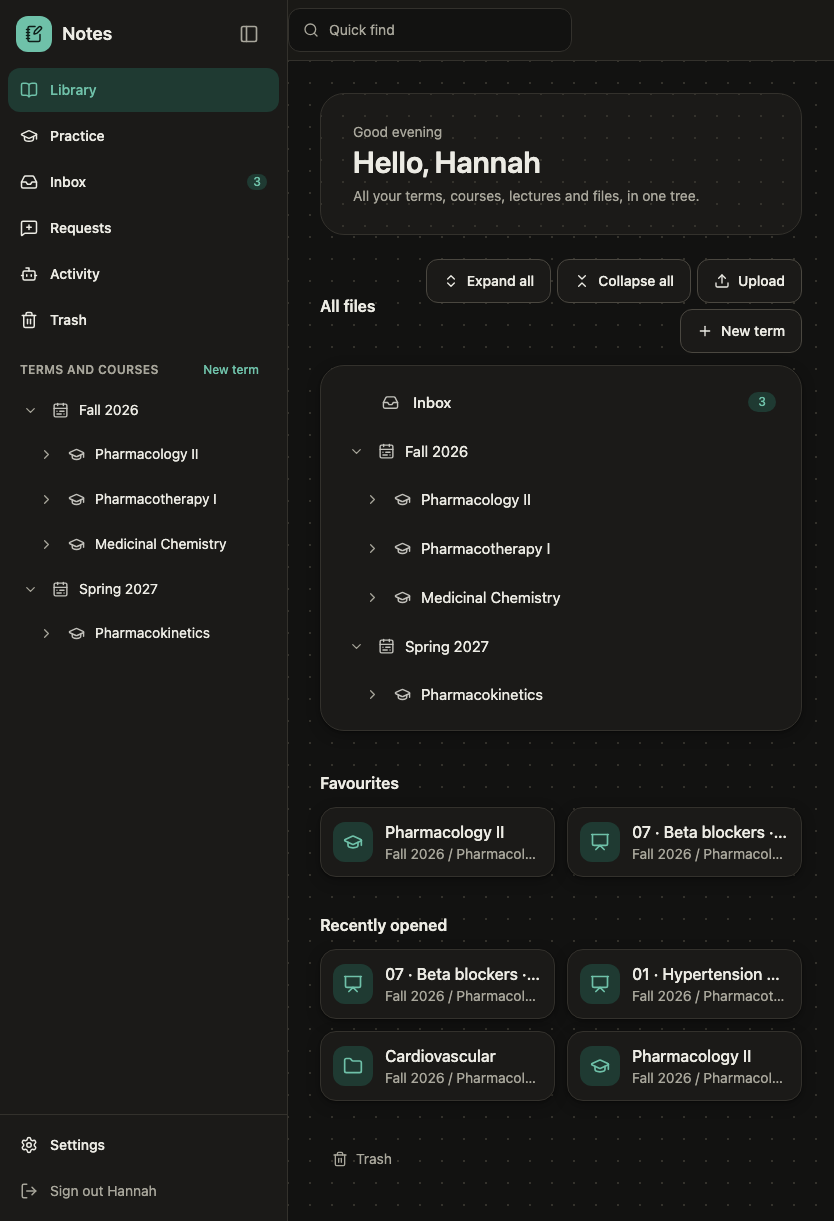 Notes
Library
Practice
Inbox 3
Requests
Activity
Trash
TERMS AND COURSES New term
Fall 2026
Pharmacology II
Pharmacotherapy I
Medicinal Chemistry
Spring 2027
Pharmacokinetics
Settings
Sign out Hannah
Quick find
Good evening
Hello, Hannah
All your terms, courses, lectures and files, in one tree.
All files
Expand all Collapse all Upload
New term
Inbox 3
Fall 2026
Pharmacology II
Pharmacotherapy I
Medicinal Chemistry
Spring 2027
Pharmacokinetics
Favourites
Pharmacology II
Fall 2026 / Pharmacol...
07 · Beta blockers ·...
Fall 2026 / Pharmacol...
Recently opened
07 · Beta blockers ·...
Fall 2026 / Pharmacol...
01 · Hypertension ...
Fall 2026 / Pharmacot...
Cardiovascular
Fall 2026 / Pharmacol...
Pharmacology II
Fall 2026 / Pharmacol...
Trash